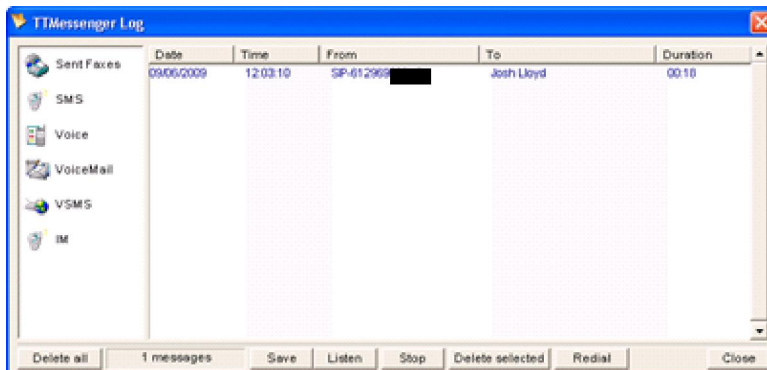 TTMessenger Log
Sent Faxes
SMS
Voice
VoiceMail
VSMS
IM
Date Time From To Duration
09/06/2009 12:03:10 SIP-612969 Josh Lloyd 00:18
Delete all 1 messages Save Listen Stop Delete selected Redial Close